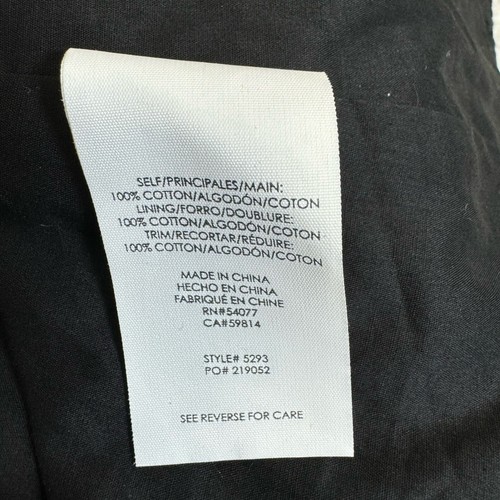 SELF/PRINCIPALES/MAIN:
100% COTTON/ALGODÓN/COTON
LINING/FORRO/DOUBLURE:
100% COTTON/ALGODÓN/COTON
TRIM/RECORTAR/RÉDUIRE:
100% COTTON/ALGODÓN/COTON
MADE IN CHINA
HECHO EN CHINA
FABRIQUÉ EN CHINE
RN#54077
CA#59814
STYLE# 5293
PO# 219052
SEE REVERSE FOR CARE